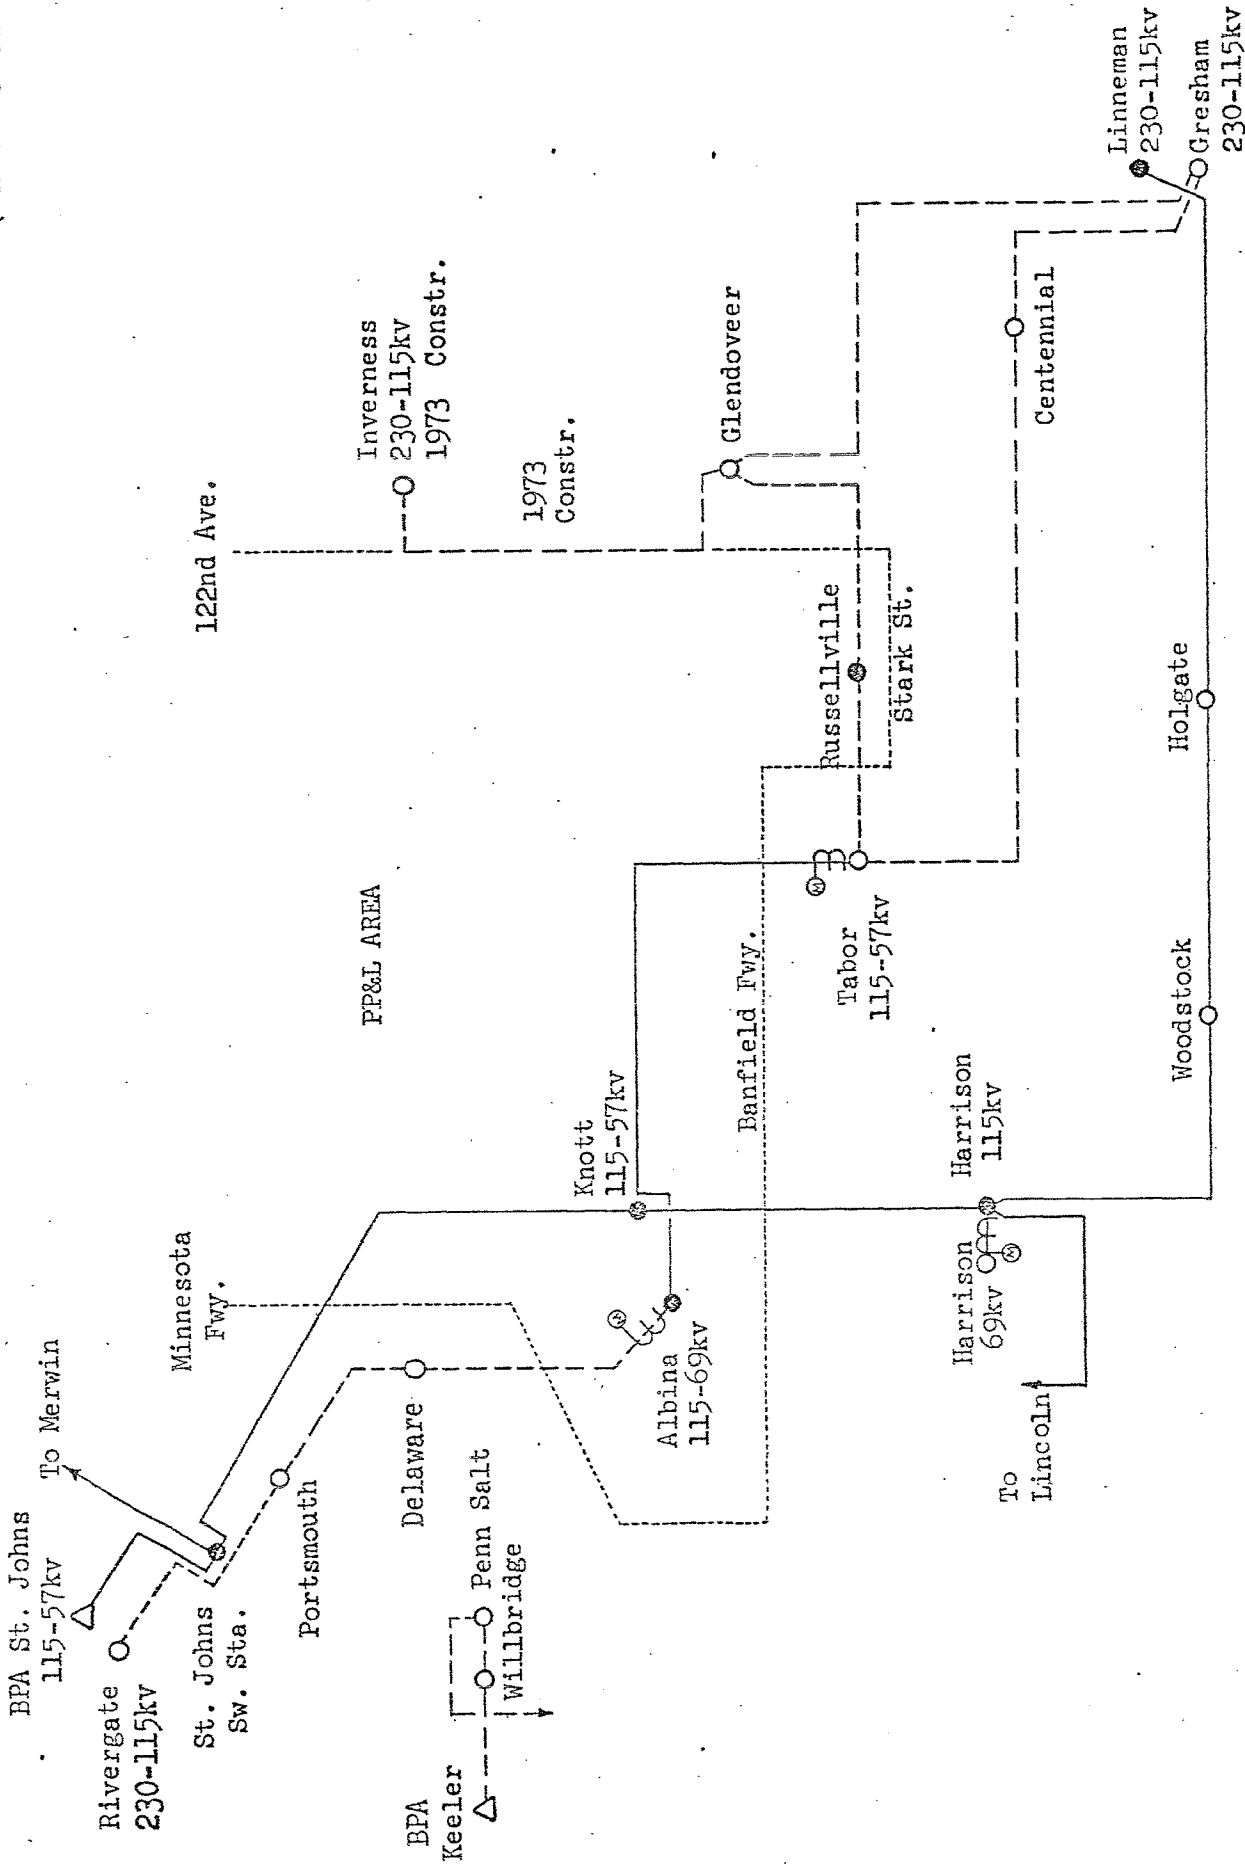 BPA St. Johns
115-57kv
To Merwin
Rivergate
230-115kv
St. Johns
Sw. Sta.
Minnesota
Fwy.
122nd Ave.
Inverness
230-115kv
1973 Constr.
PP&L AREA
Portsmouth
Delaware
BPA
Keeler
Penn Salt
Willbridge
1973
Constr.
Knott
115-57kv
Glendoveer
Albina
115-69kv
M
Banfield Fwy.
Russellville
Stark St.
M
Tabor
115-57kv
Harrison
115kv
Harrison
69kv
M
To
Lincoln
Centennial
Linneman
230-115kv
Gresham
230-115kv
Woodstock
Holgate